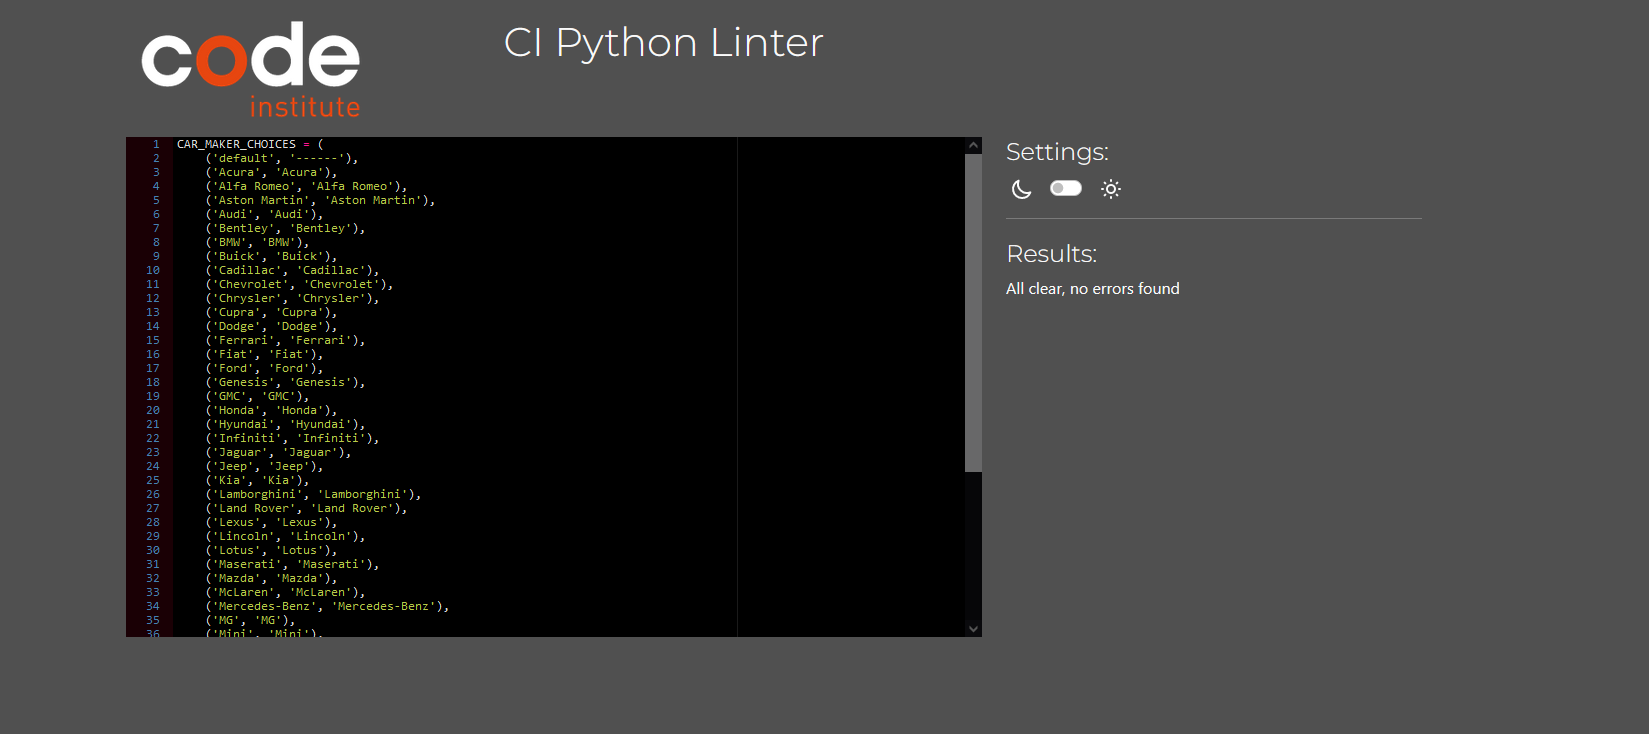 code
institute
CI Python Linter
1 CAR_MAKER_CHOICES = (
2 ('default', '------'),
3 ('Acura', 'Acura'),
4 ('Alfa Romeo', 'Alfa Romeo'),
5 ('Aston Martin', 'Aston Martin'),
6 ('Audi', 'Audi'),
7 ('Bentley', 'Bentley'),
8 ('BMW', 'BMW'),
9 ('Buick', 'Buick'),
10 ('Cadillac', 'Cadillac'),
11 ('Chevrolet', 'Chevrolet'),
12 ('Chrysler', 'Chrysler'),
13 ('Cupra', 'Cupra'),
14 ('Dodge', 'Dodge'),
15 ('Ferrari', 'Ferrari'),
16 ('Fiat', 'Fiat'),
17 ('Ford', 'Ford'),
18 ('Genesis', 'Genesis'),
19 ('GMC', 'GMC'),
20 ('Honda', 'Honda'),
21 ('Hyundai', 'Hyundai'),
22 ('Infiniti', 'Infiniti'),
23 ('Jaguar', 'Jaguar'),
24 ('Jeep', 'Jeep'),
25 ('Kia', 'Kia'),
26 ('Lamborghini', 'Lamborghini'),
27 ('Land Rover', 'Land Rover'),
28 ('Lexus', 'Lexus'),
29 ('Lincoln', 'Lincoln'),
30 ('Lotus', 'Lotus'),
31 ('Maserati', 'Maserati'),
32 ('Mazda', 'Mazda'),
33 ('McLaren', 'McLaren'),
34 ('Mercedes-Benz', 'Mercedes-Benz'),
35 ('MG', 'MG'),
36 ('Mini', 'Mini'),
Settings:
Results:
All clear, no errors found